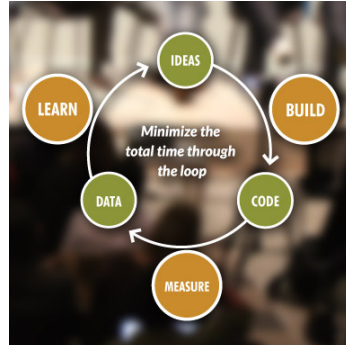 IDEAS
LEARN
BUILD
Minimize the
total time through
the loop
DATA
CODE
MEASURE